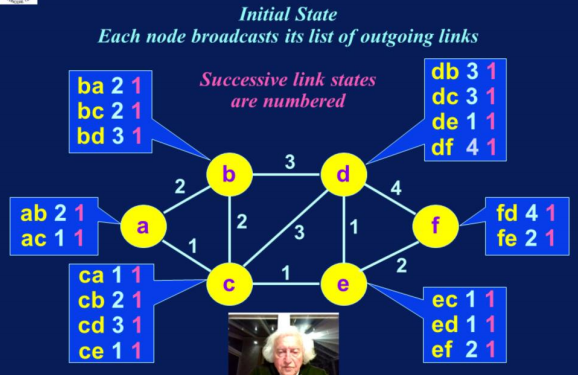 Initial State
Each node broadcasts its list of outgoing links
Successive link states
are numbered
ba 2 1
bc 2 1
bd 3 1
db 3 1
dc 3 1
de 1 1
df 4 1
b
3
d
2
4
ab 2 1
ac 1 1
a
2
3
1
f
fd 4 1
fe 2 1
1
c
1
e
2
ca 1 1
cb 2 1
cd 3 1
ce 1 1
ec 1 1
ed 1 1
ef 2 1